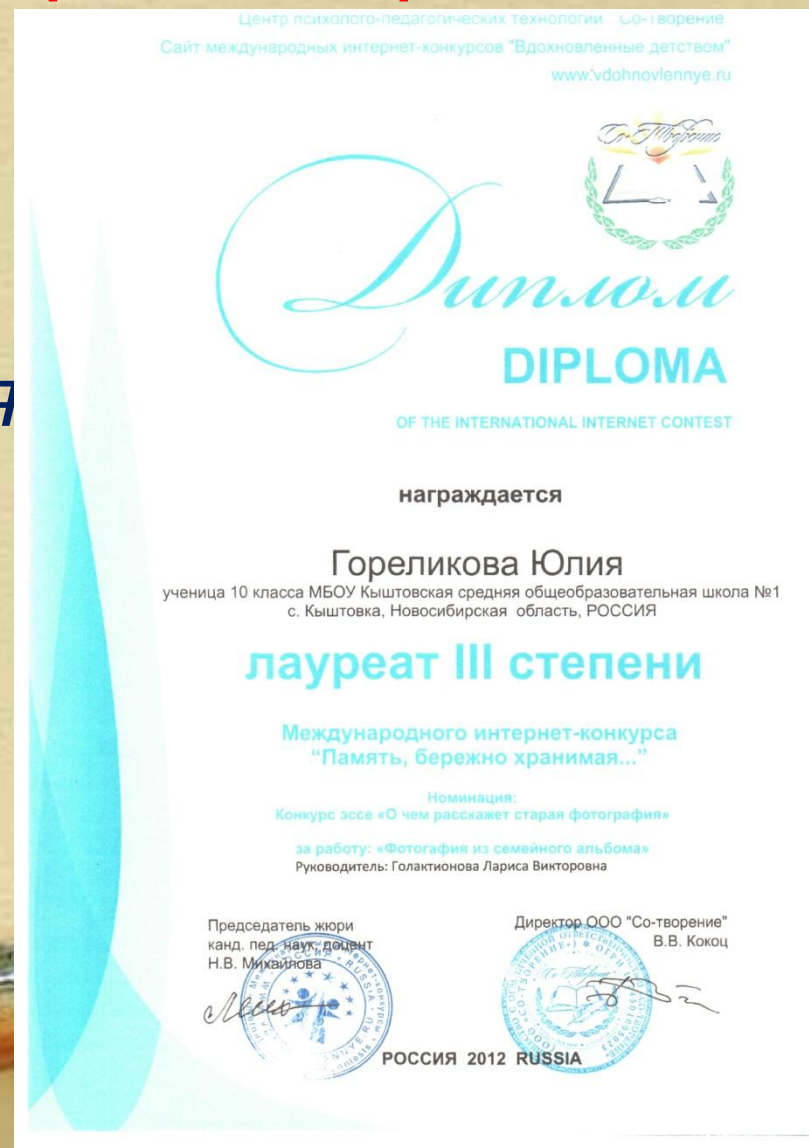 Центр психолого-педагогических технологий "Со-творение"
Сайт международных интернет-конкурсов "Вдохновленные детством"
www.vdohnovlennye.ru
Со-Творение
Диплом
DIPLOMA
OF THE INTERNATIONAL INTERNET CONTEST
награждается
Гореликова Юлия
ученица 10 класса МБОУ Кыштовская средняя общеобразовательная школа №1
с. Кыштовка, Новосибирская область, РОССИЯ
лауреат III степени
Международного интернет-конкурса
“Память, бережно хранимая...”
Номинация:
Конкурс эссе «О чем расскажет старая фотография»
за работу: «Фотогафия из семейного альбома»
Руководитель: Голактионова Лариса Викторовна
Председатель жюри
канд. пед. наук, доцент
Н.В. Михайлова
Директор ООО "Со-творение"
В.В. Кокоц
РОССИЯ 2012 RUSSIA